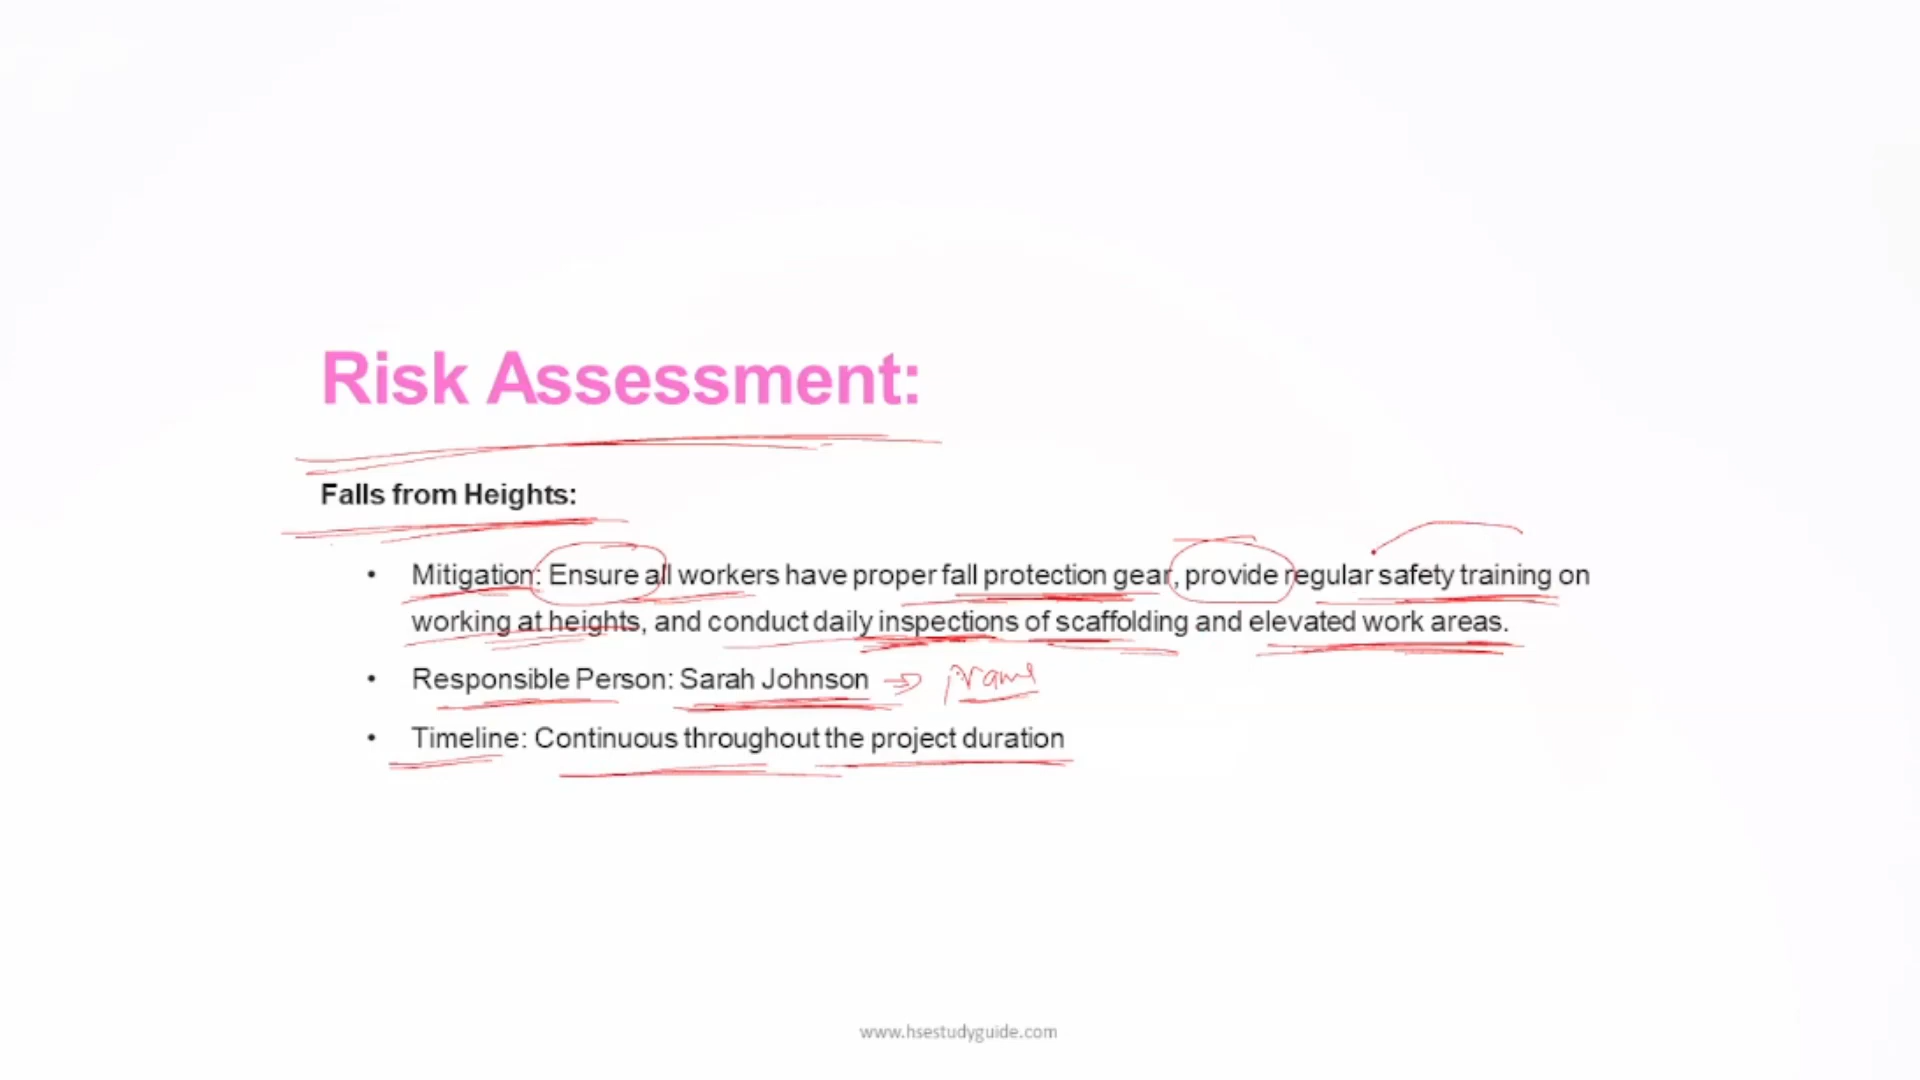 Risk Assessment:
Falls from Heights:
• Mitigation: Ensure all workers have proper fall protection gear, provide regular safety training on
working at heights, and conduct daily inspections of scaffolding and elevated work areas.
• Responsible Person: Sarah Johnson → Name
• Timeline: Continuous throughout the project duration
www.hsestudyguide.com